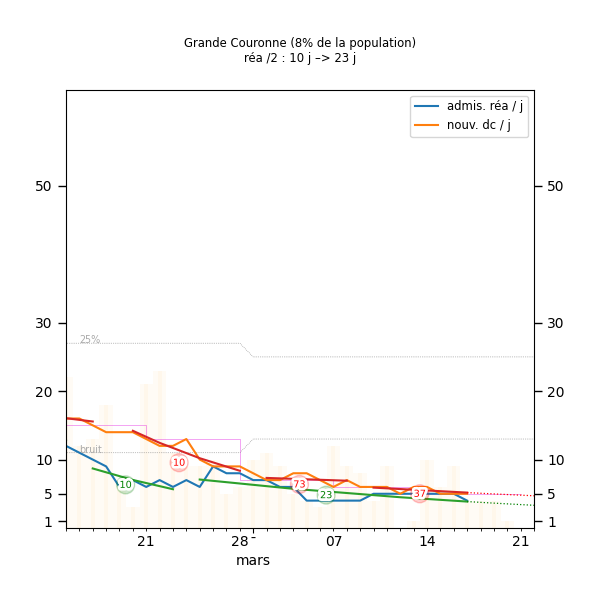 Grande Couronne (8% de la population)
réa /2 : 10 j –> 23 j
admis. réa / j
nouv. dc / j
50 50
30 30
25%
20 20
bruit
10 10
10 10
73
23
37
5 5
1 1
21 28 07 14 21
mars